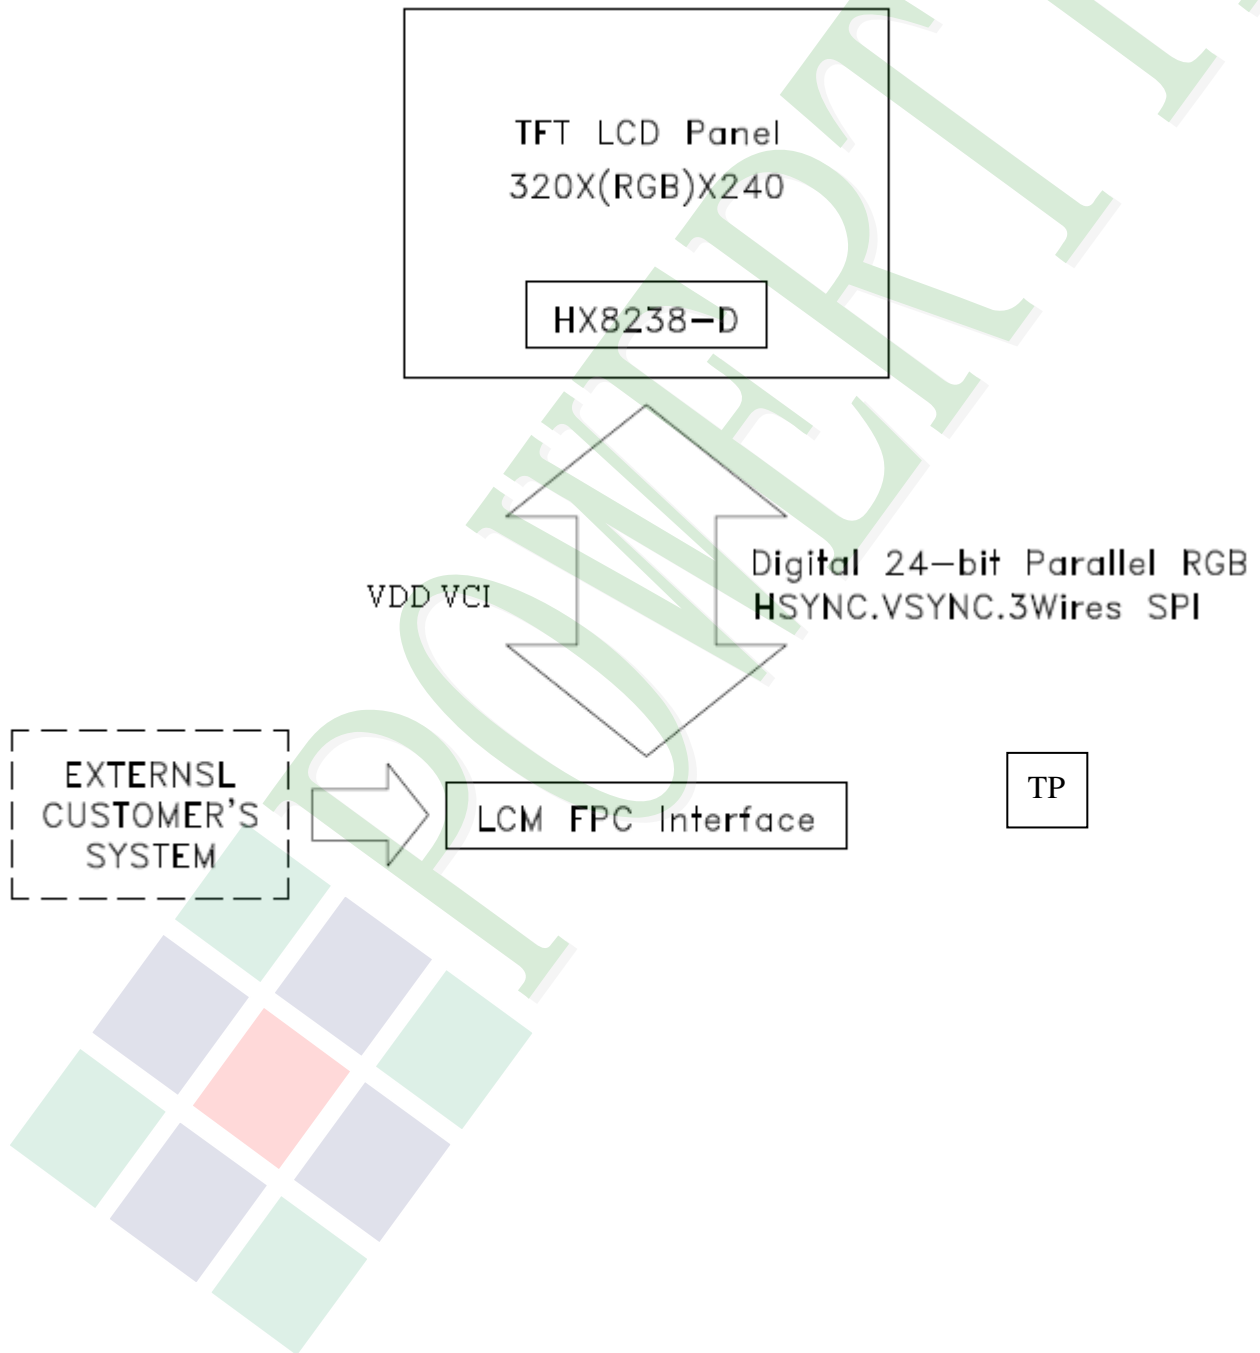 TFT LCD Panel
320X(RGB)X240
HX8238-D
VDD VCI
Digital 24-bit Parallel RGB
HSYNC.VSYNC.3Wires SPI
EXTERNSL
CUSTOMER'S
SYSTEM
LCM FPC Interface
TP
POWERT